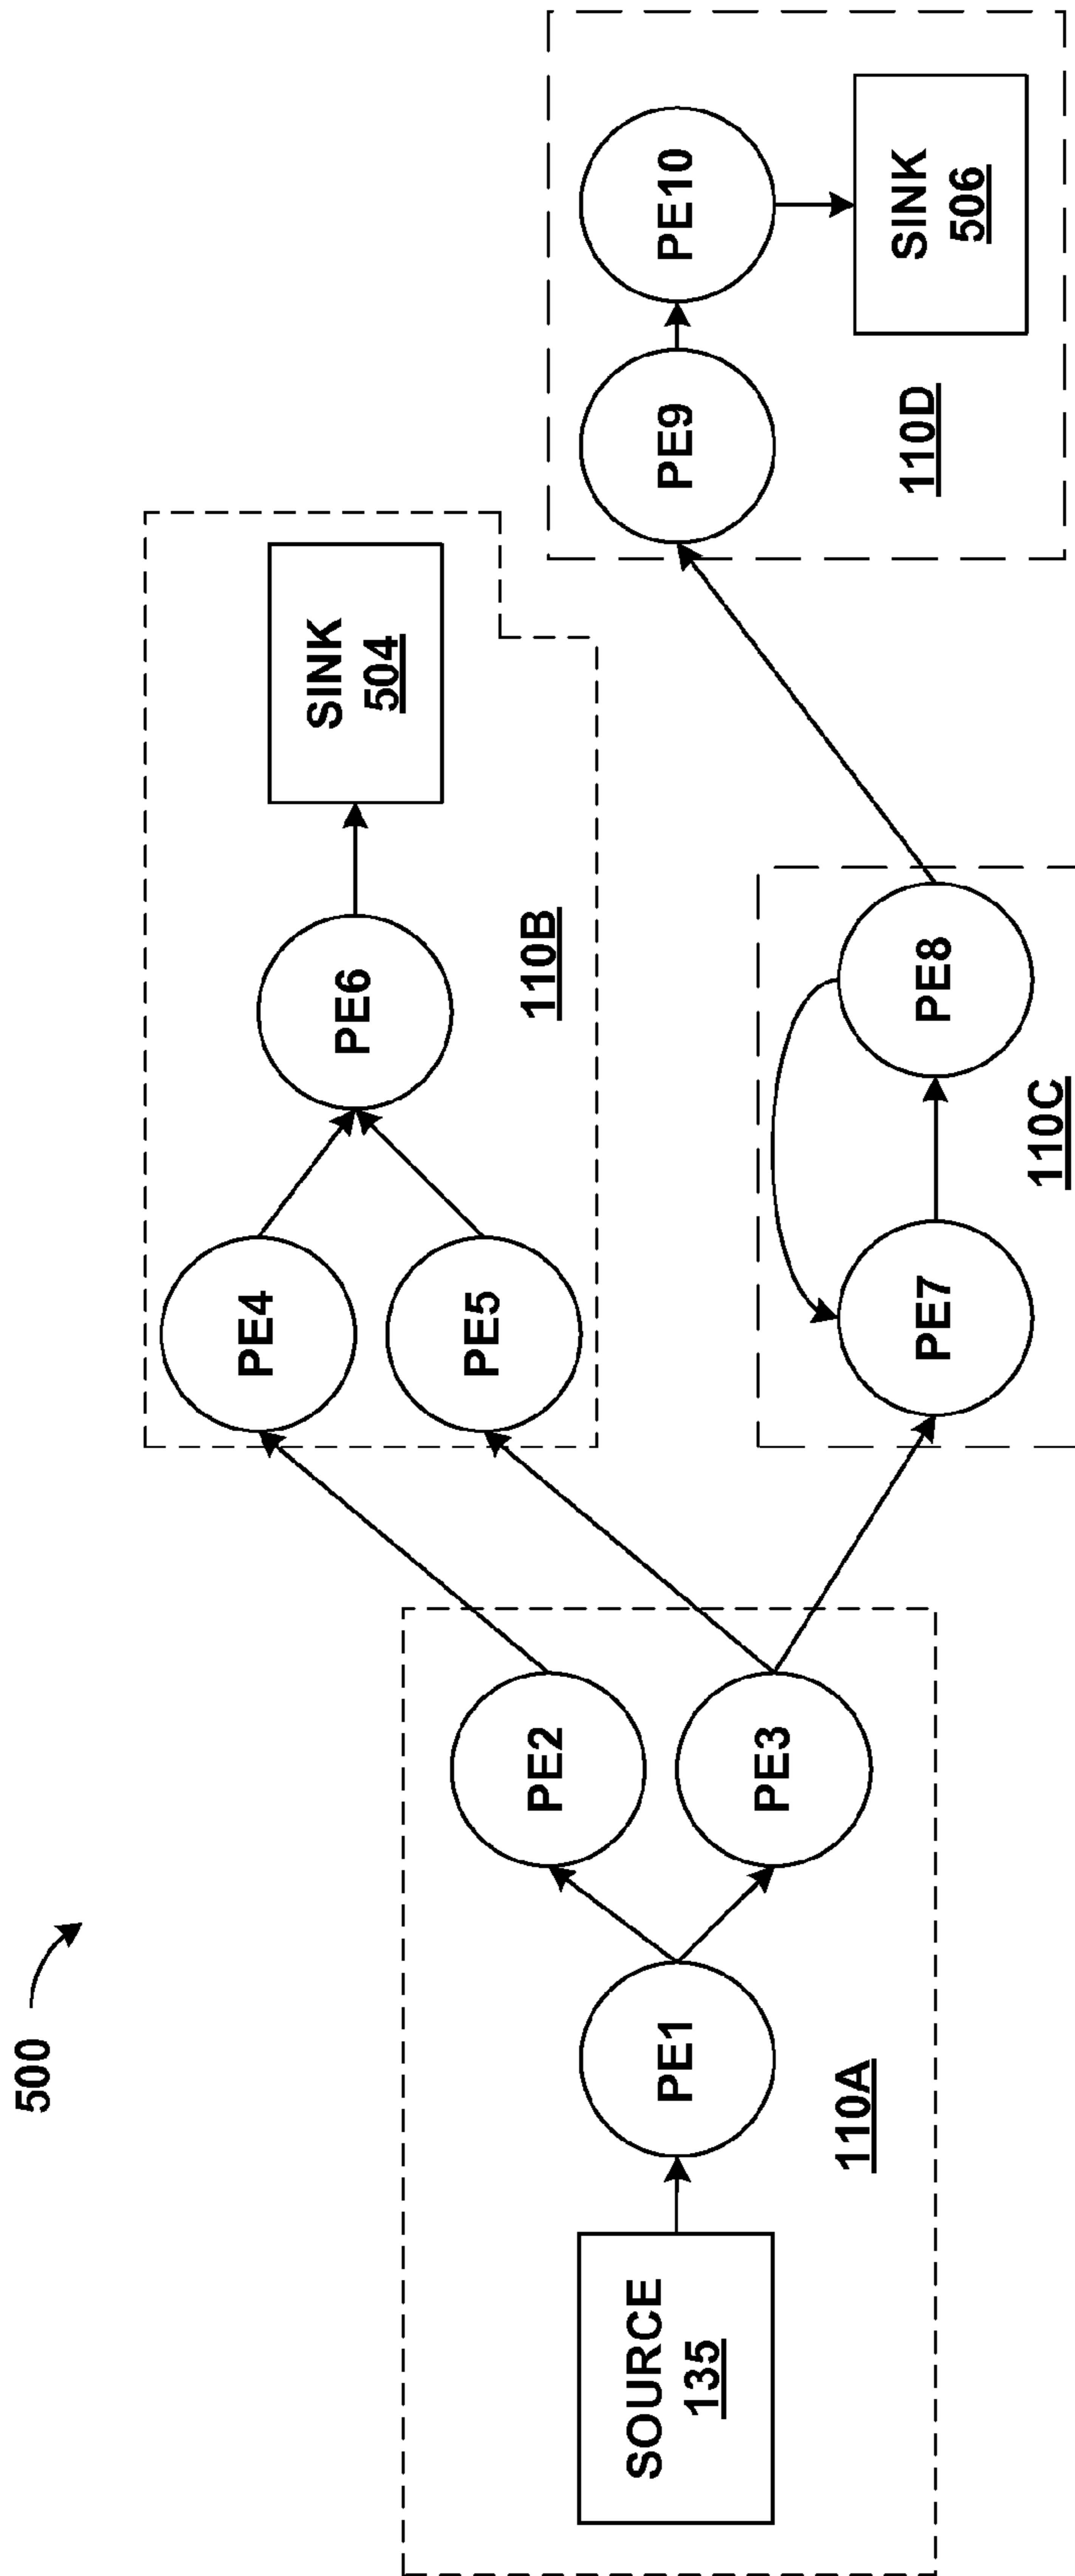 500
SOURCE
135
PE1
110A
PE2
PE3
PE4
PE5
PE6
110B
SINK
504
PE7
PE8
110C
PE9
PE10
110D
SINK
506